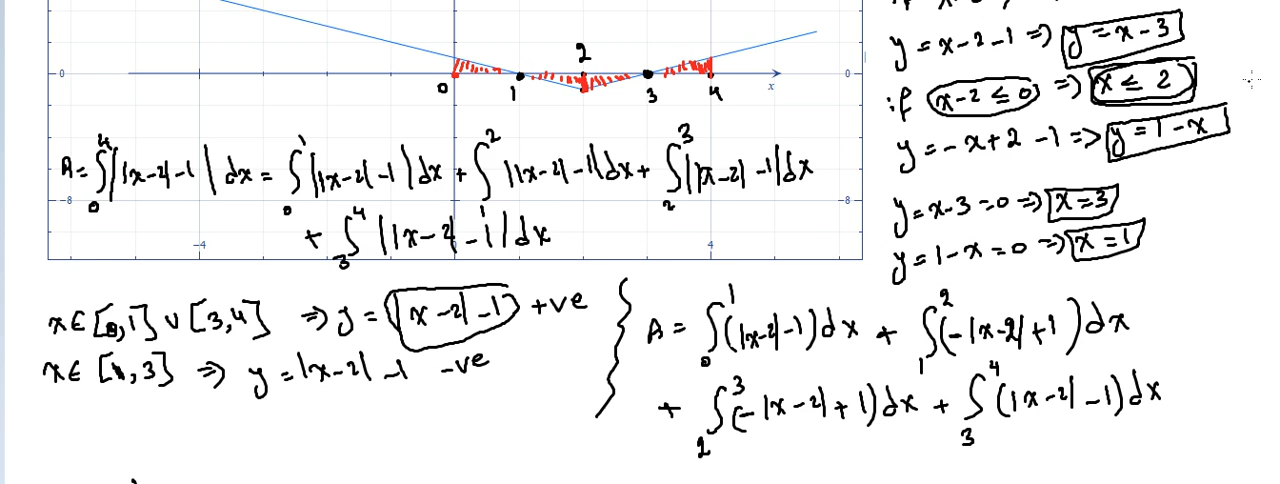 y = x-2-1 => y = x-3
if x-2 ≤ 0 => x ≤ 2
y = -x+2-1 => y = 1-x
y = x-3 = 0 => x = 3
y = 1-x = 0 => x = 1
2
0
0
0
1
3
4
x
A = ∫₀⁴ ||x-2|-1| dx = ∫₀¹ ||x-2|-1| dx + ∫₁² ||x-2|-1| dx + ∫₂³ ||x-2|-1| dx
-8
-8
+ ∫₃⁴ ||x-2|-1| dx
-4
4
x ∈ [0,1] ∪ [3,4] => y = |x-2|-1 +ve
x ∈ [1,3] => y = |x-2|-1 -ve
A = ∫₀¹ (|x-2|-1) dx + ∫₁² (-|x-2|+1) dx
+ ∫₂³ (-|x-2|+1) dx + ∫₃⁴ (|x-2|-1) dx